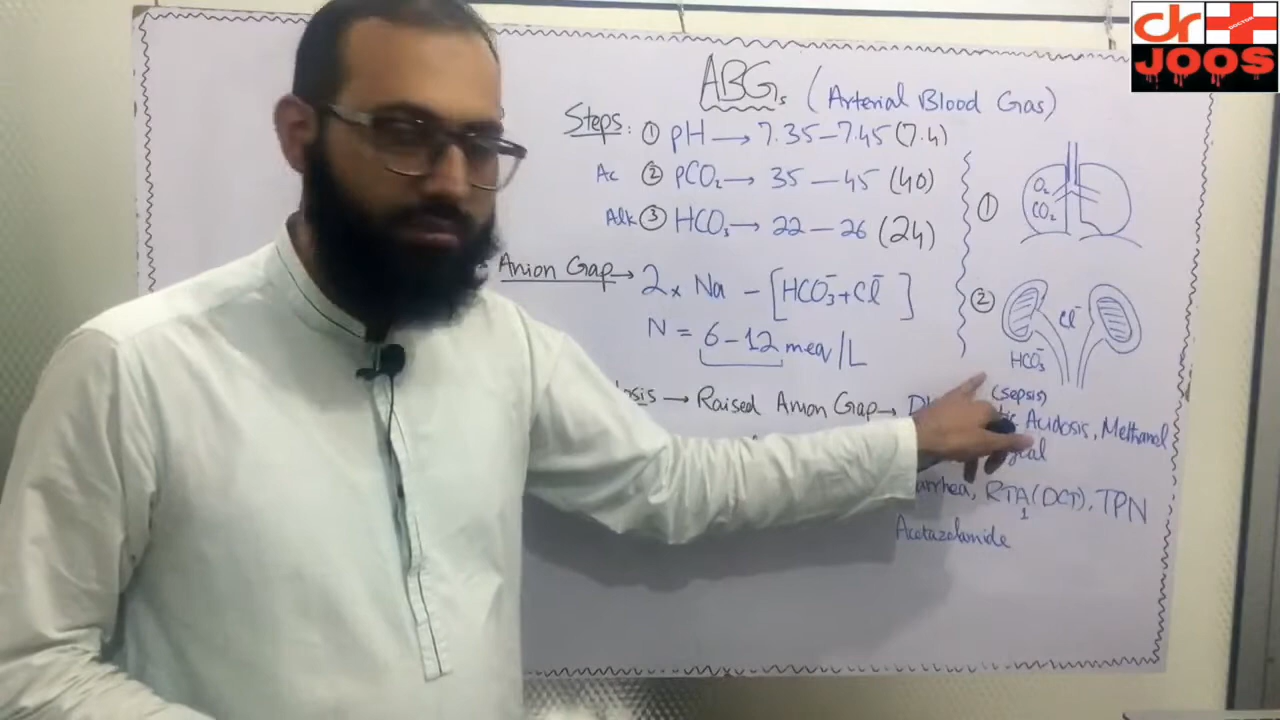 dr
DOCTOR
JOOS
ABGs (Arterial Blood Gas)
Steps: ① pH → 7.35–7.45 (7.4)
Ac ② pCO₂ → 35 – 45 (40)
Alk ③ HCO₃ → 22 – 26 (24)
Anion Gap → 2 x Na – [HCO₃⁻+Cl⁻]
N = 6–12 meq/L
① O₂
CO₂
② Cl⁻
HCO₃⁻
(sepsis)
→ Raised Anion Gap →
Acidosis, Methanol
RTA (DCT), TPN
1
Acetazolamide